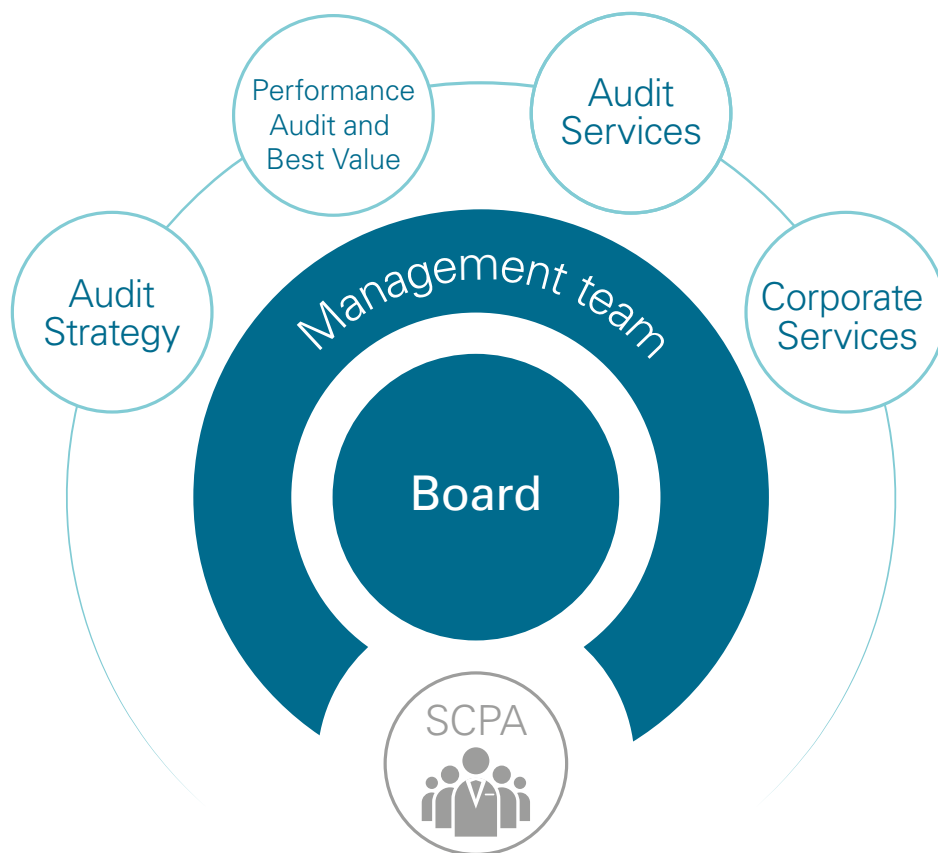 Performance
Audit and
Best Value
Audit
Services
Audit
Strategy
Management team
Corporate
Services
Board
SCPA